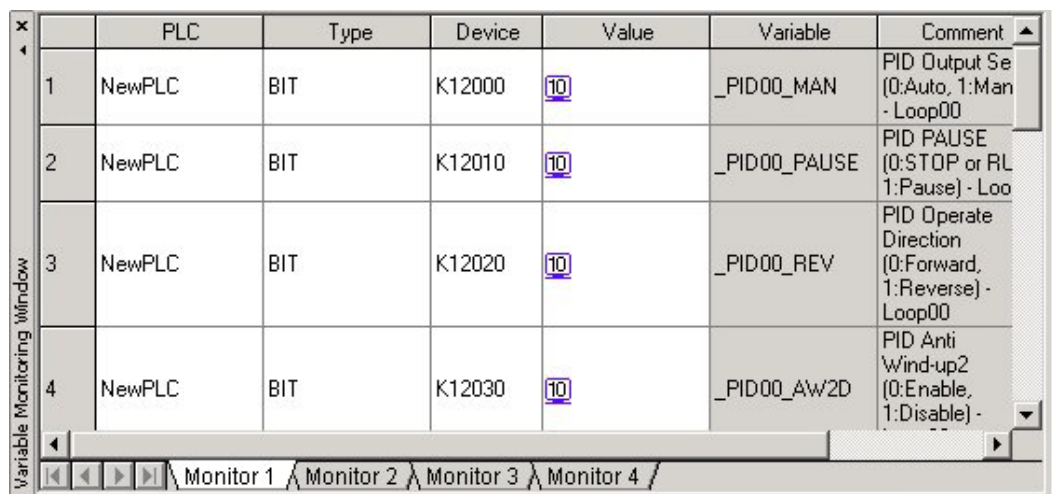 PLC Type Device Value Variable Comment
1 NewPLC BIT K12000 10 _PID00_MAN PID Output Se
(0:Auto, 1:Man
- Loop00
2 NewPLC BIT K12010 10 _PID00_PAUSE PID PAUSE
(0:STOP or RU
1:Pause) - Loo
3 NewPLC BIT K12020 10 _PID00_REV PID Operate
Direction
(0:Forward,
1:Reverse) -
Loop00
4 NewPLC BIT K12030 10 _PID00_AW2D PID Anti
Wind-up2
(0:Enable,
1:Disable) -
Variable Monitoring Window
Monitor 1 Monitor 2 Monitor 3 Monitor 4